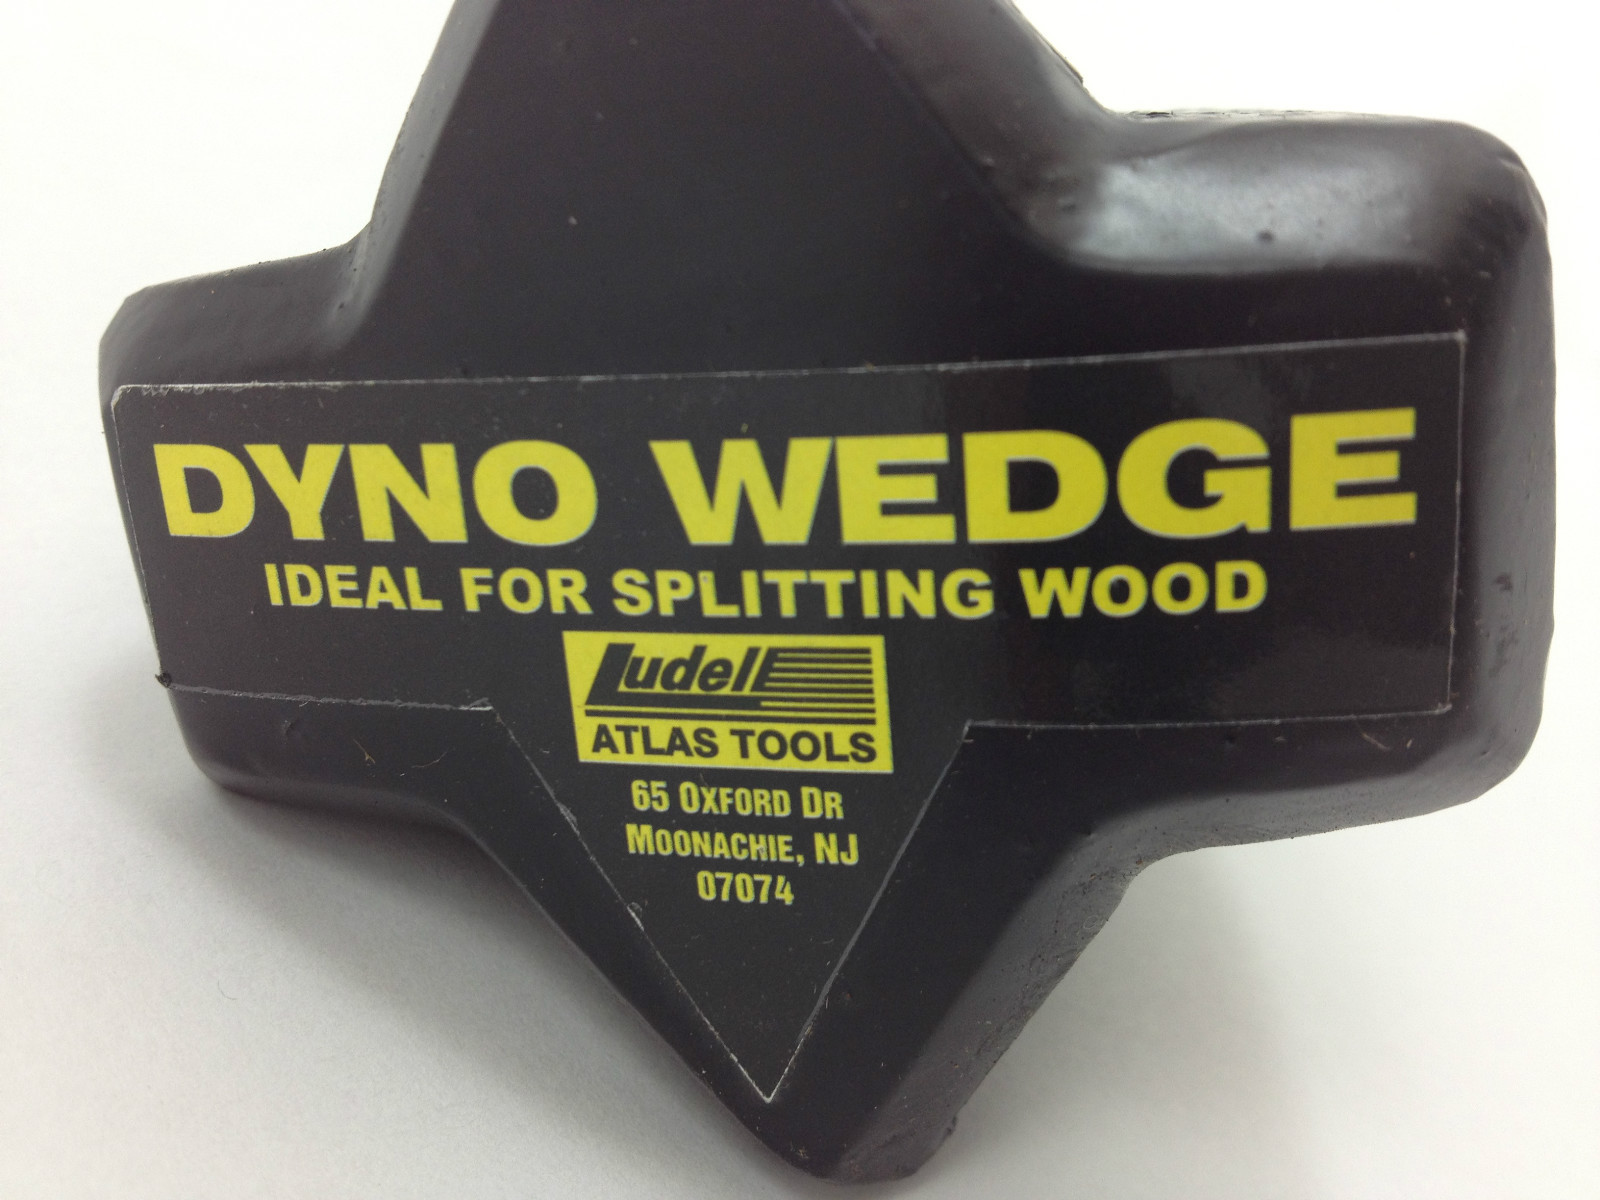 DYNO WEDGE
IDEAL FOR SPLITTING WOOD
Ludell
ATLAS TOOLS
65 OXFORD DR
MOONACHIE, NJ
07074